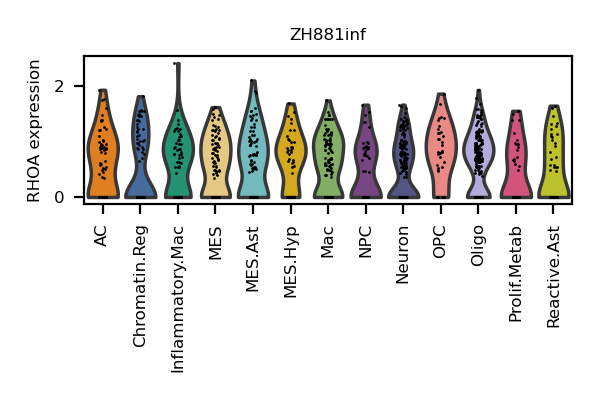 ZH881inf
RHOA expression
2
0
AC
Chromatin.Reg
Inflammatory.Mac
MES
MES.Ast
MES.Hyp
Mac
NPC
Neuron
OPC
Oligo
Prolif.Metab
Reactive.Ast